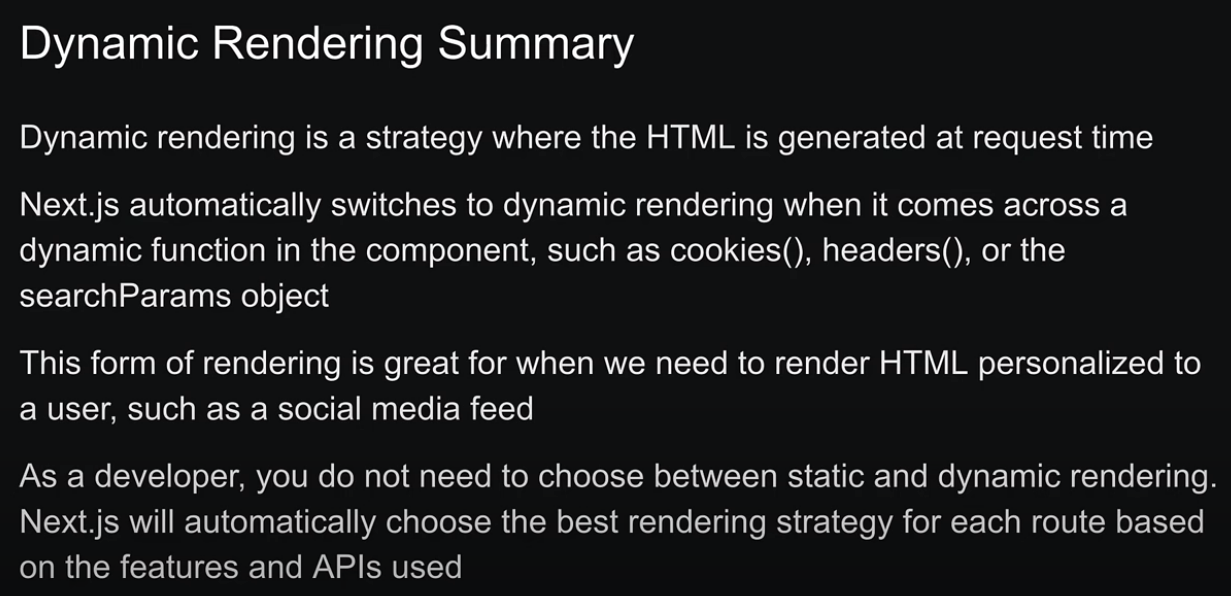 Dynamic Rendering Summary
Dynamic rendering is a strategy where the HTML is generated at request time
Next.js automatically switches to dynamic rendering when it comes across a
dynamic function in the component, such as cookies(), headers(), or the
searchParams object
This form of rendering is great for when we need to render HTML personalized to
a user, such as a social media feed
As a developer, you do not need to choose between static and dynamic rendering.
Next.js will automatically choose the best rendering strategy for each route based
on the features and APIs used